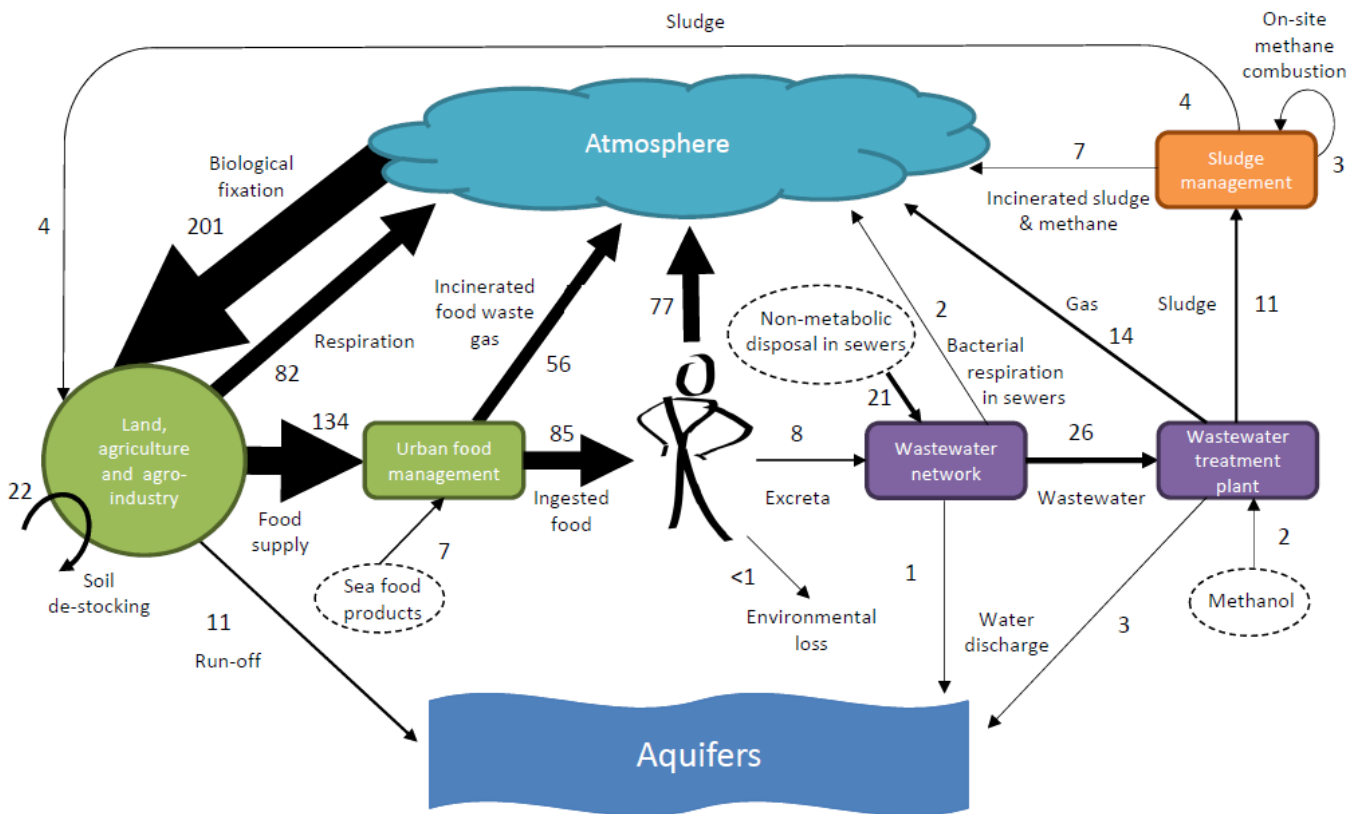 Sludge
On-site
methane
combustion
4
Atmosphere
Biological
fixation
7
Sludge
management
3
Incinerated sludge
& methane
201
4
Incinerated
food waste
gas
77
Non-metabolic
disposal in sewers
2
Gas
Sludge
11
Respiration
14
Bacterial
respiration
in sewers
82
56
21
134
Land,
agriculture
and agro-
industry
Urban food
management
85
8
Wastewater
network
26
Wastewater
treatment
plant
22
Ingested
food
Excreta
Wastewater
Food
supply
7
2
Soil
de-stocking
Sea food
products
<1
1
Methanol
11
Environmental
loss
Water
discharge
3
Run-off
Aquifers